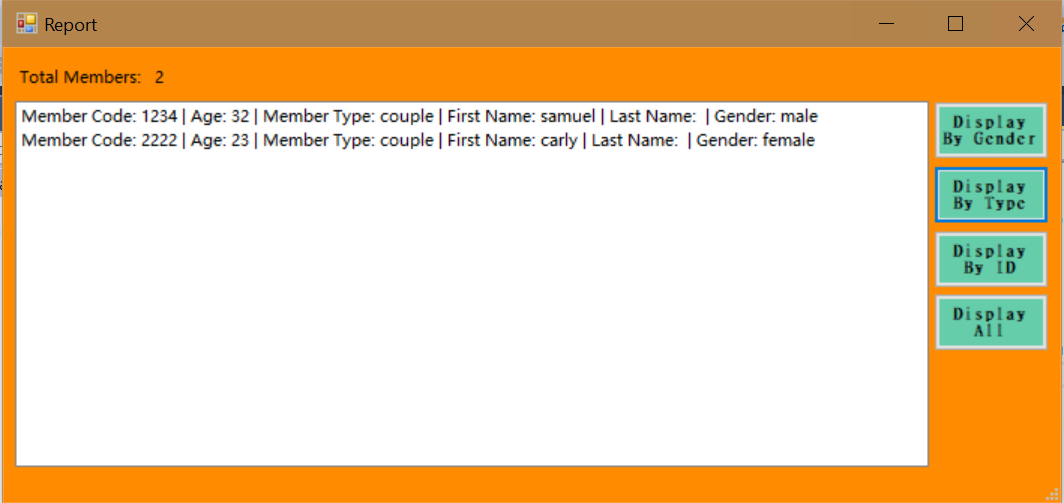 Report
Total Members: 2
Member Code: 1234 | Age: 32 | Member Type: couple | First Name: samuel | Last Name:  | Gender: male
Member Code: 2222 | Age: 23 | Member Type: couple | First Name: carly | Last Name:  | Gender: female
Display
By Gender
Display
By Type
Display
By ID
Display
All